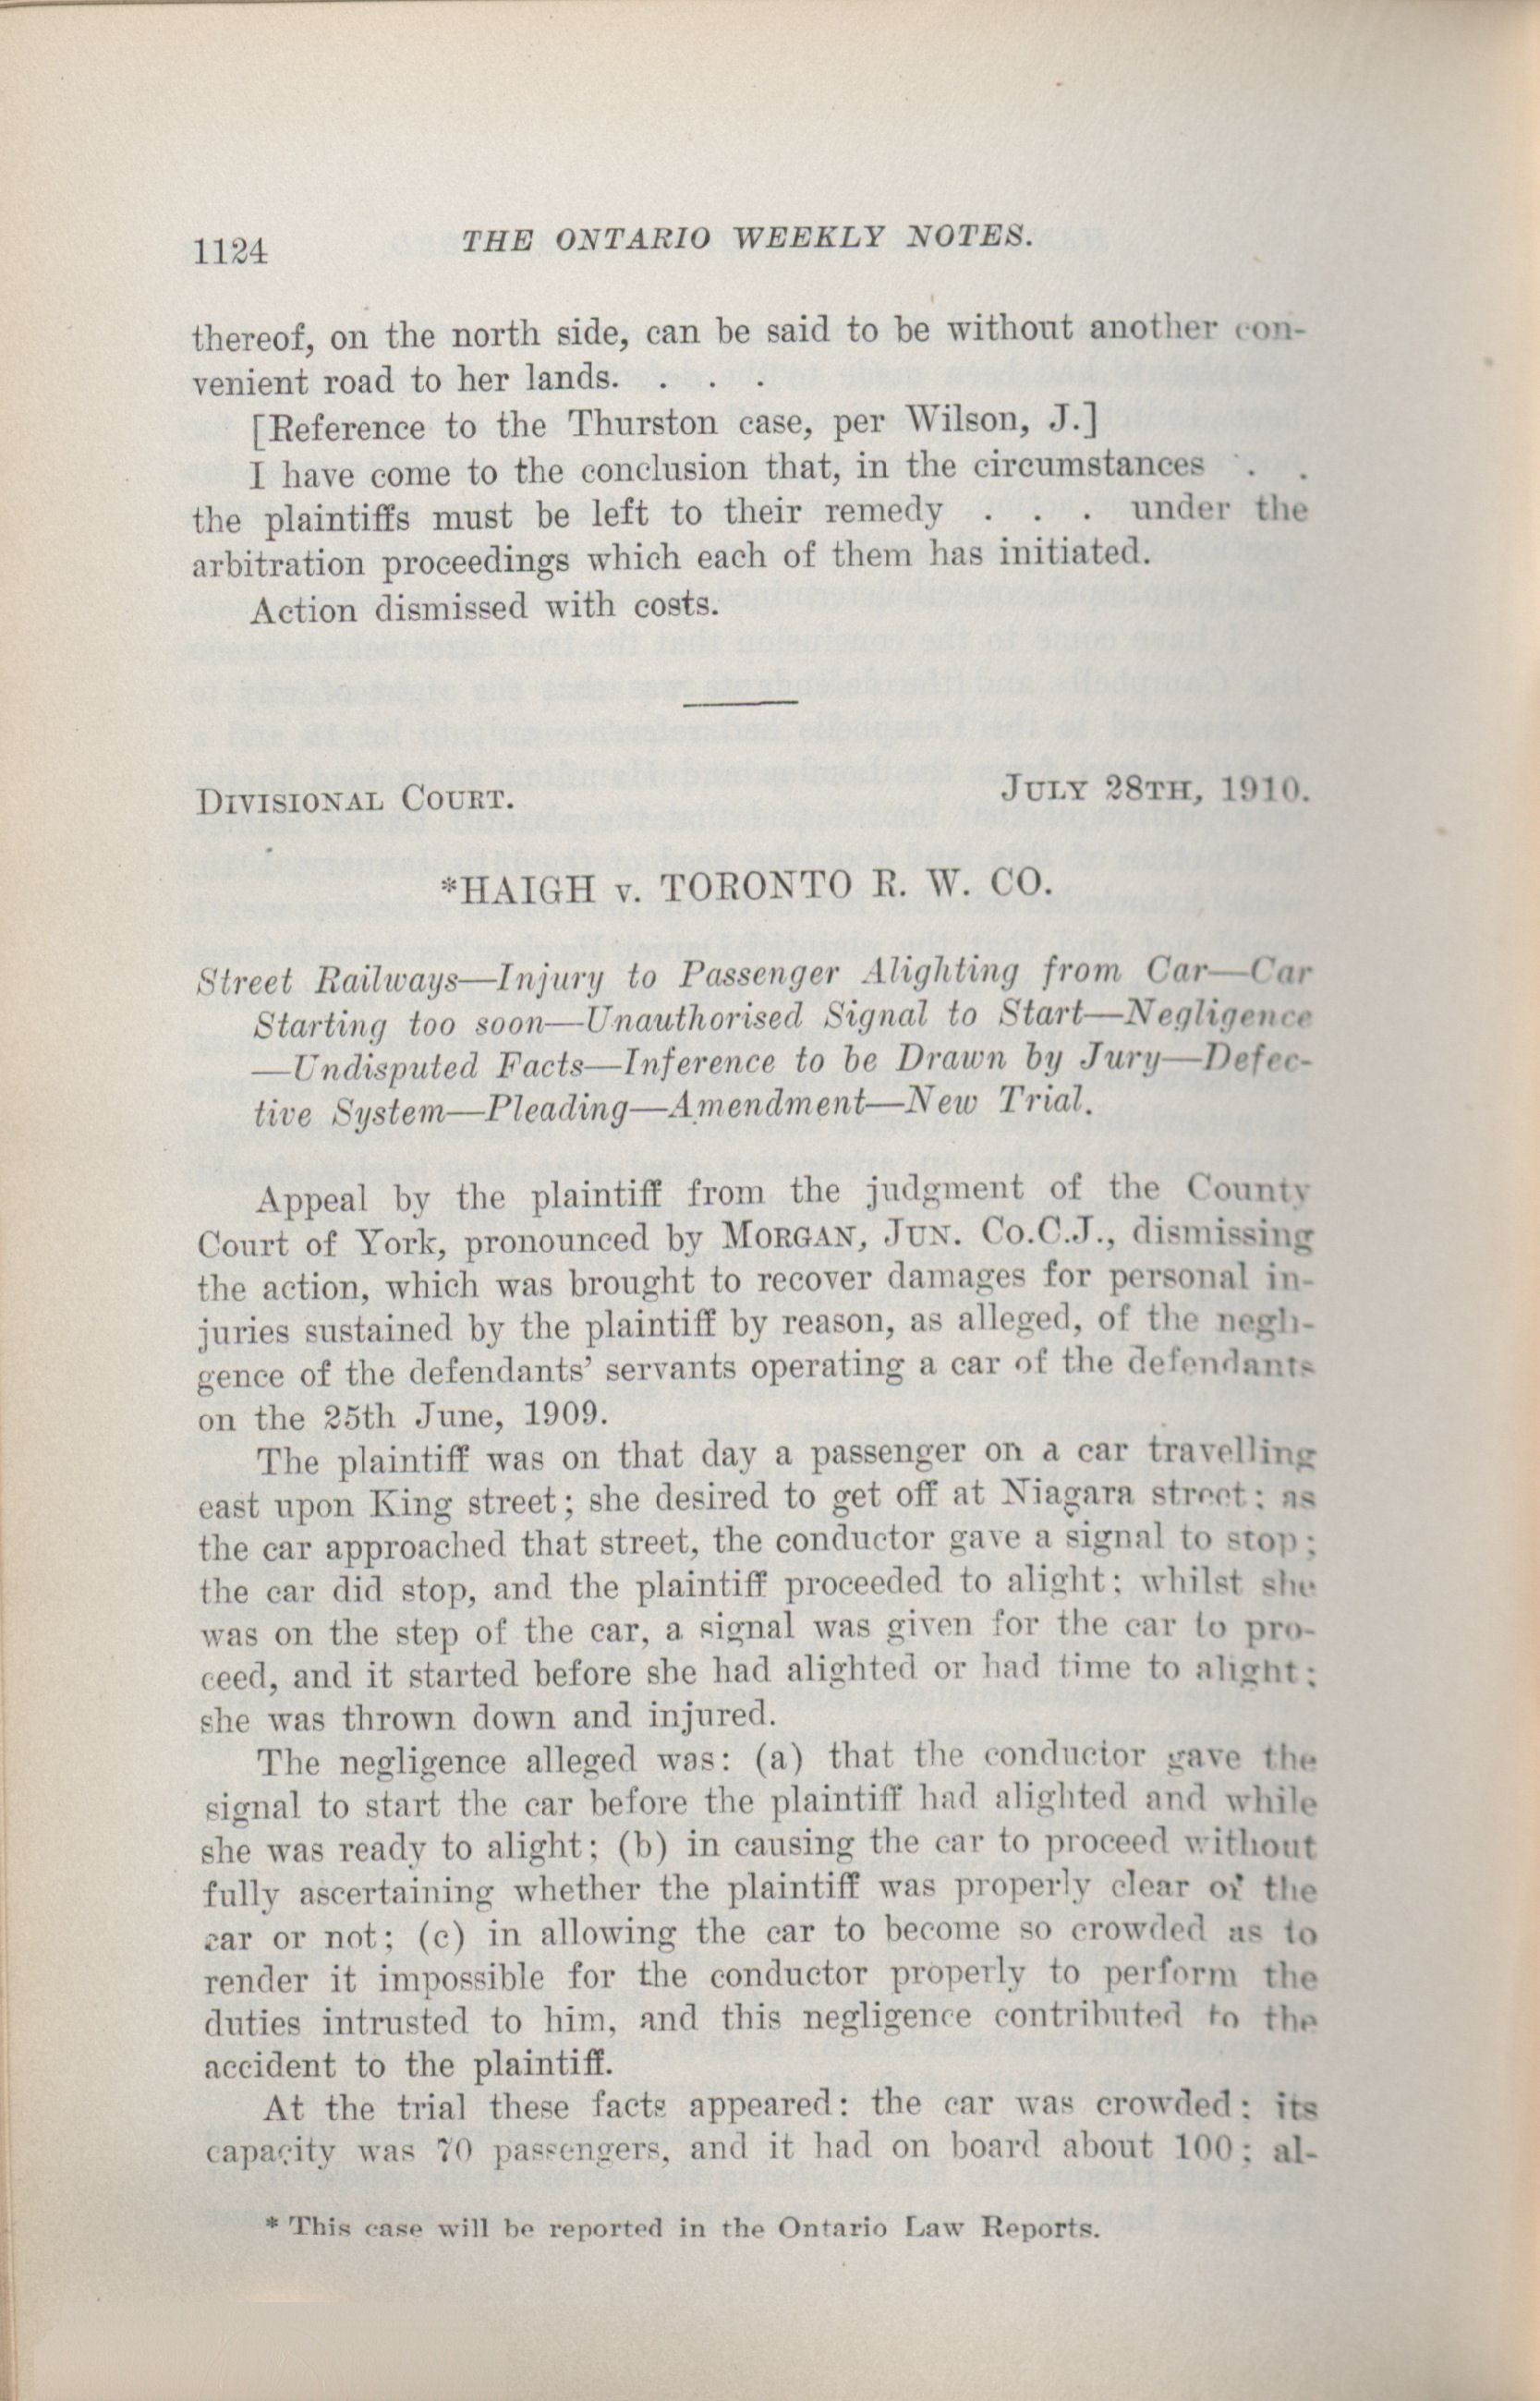 1124
THE ONTARIO WEEKLY NOTES.
thereof, on the north side, can be said to be without another con-
venient road to her lands. . . .
[Reference to the Thurston case, per Wilson, J.]
I have come to the conclusion that, in the circumstances . .
the plaintiffs must be left to their remedy . . . under the
arbitration proceedings which each of them has initiated.
Action dismissed with costs.
DIVISIONAL COURT. JULY 28TH, 1910.
*HAIGH v. TORONTO R. W. CO.
Street Railways—Injury to Passenger Alighting from Car—Car
Starting too soon—Unauthorised Signal to Start—Negligence
—Undisputed Facts—Inference to be Drawn by Jury—Defec-
tive System—Pleading—Amendment—New Trial.
Appeal by the plaintiff from the judgment of the County
Court of York, pronounced by MORGAN, JUN. Co.C.J., dismissing
the action, which was brought to recover damages for personal in-
juries sustained by the plaintiff by reason, as alleged, of the negli-
gence of the defendants' servants operating a car of the defendants
on the 25th June, 1909.
The plaintiff was on that day a passenger on a car travelling
east upon King street; she desired to get off at Niagara street; as
the car approached that street, the conductor gave a signal to stop;
the car did stop, and the plaintiff proceeded to alight; whilst she
was on the step of the car, a signal was given for the car to pro-
ceed, and it started before she had alighted or had time to alight;
she was thrown down and injured.
The negligence alleged was: (a) that the conductor gave the
signal to start the car before the plaintiff had alighted and while
she was ready to alight; (b) in causing the car to proceed without
fully ascertaining whether the plaintiff was properly clear of the
car or not; (c) in allowing the car to become so crowded as to
render it impossible for the conductor properly to perform the
duties intrusted to him, and this negligence contributed to the
accident to the plaintiff.
At the trial these facts appeared: the car was crowded; its
capacity was 70 passengers, and it had on board about 100; al-
* This case will be reported in the Ontario Law Reports.